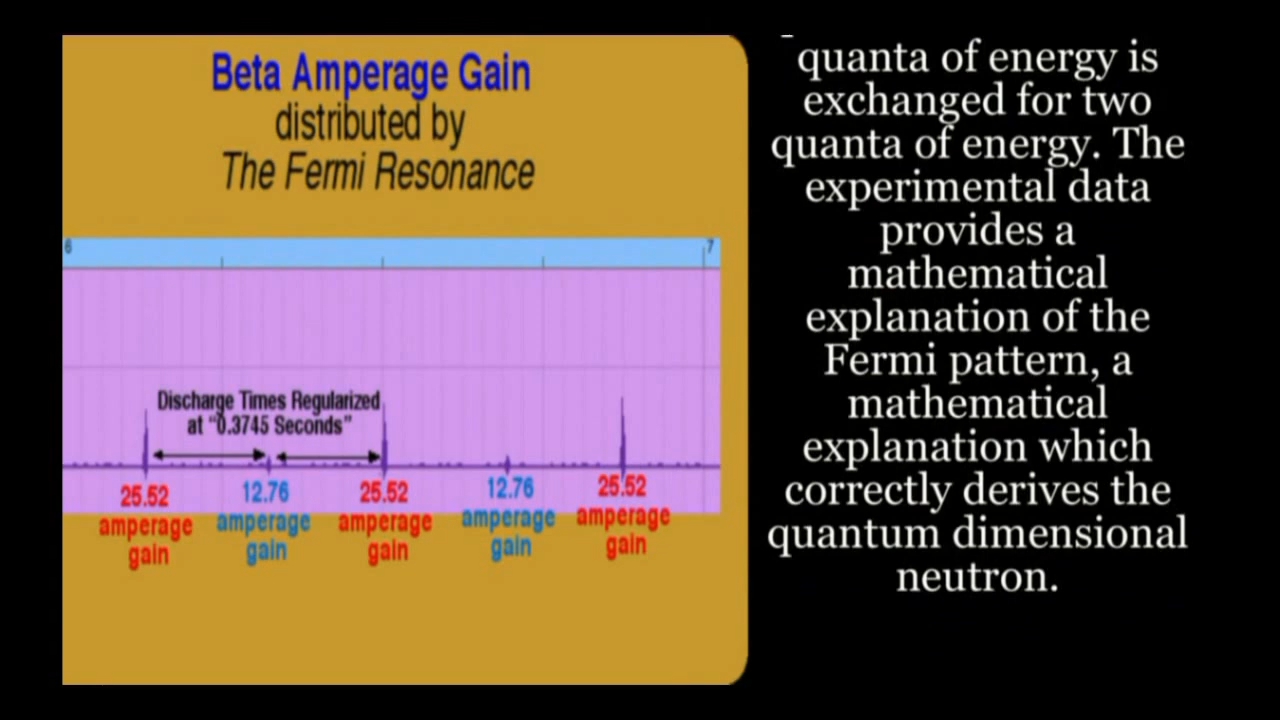 Beta Amperage Gain
distributed by
The Fermi Resonance
6
7
Discharge Times Regularized
at "0.3745 Seconds"
25.52
amperage
gain
12.76
amperage
gain
25.52
amperage
gain
12.76
amperage
gain
25.52
amperage
gain
quanta of energy is
exchanged for two
quanta of energy. The
experimental data
provides a
mathematical
explanation of the
Fermi pattern, a
mathematical
explanation which
correctly derives the
quantum dimensional
neutron.